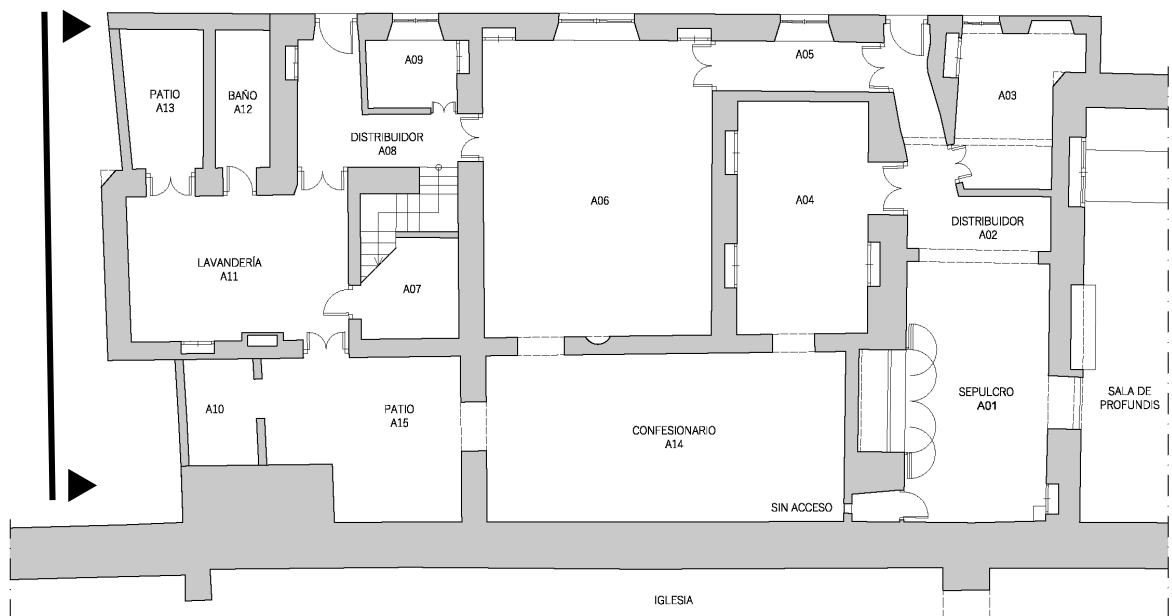 A05
A09
PATIO
A13
BAÑO
A12
A03
DISTRIBUIDOR
A08
A06
A04
DISTRIBUIDOR
A02
LAVANDERÍA
A11
A07
SEPULCRO
A01
SALA DE
PROFUNDIS
A10
PATIO
A15
CONFESIONARIO
A14
SIN ACCESO
IGLESIA